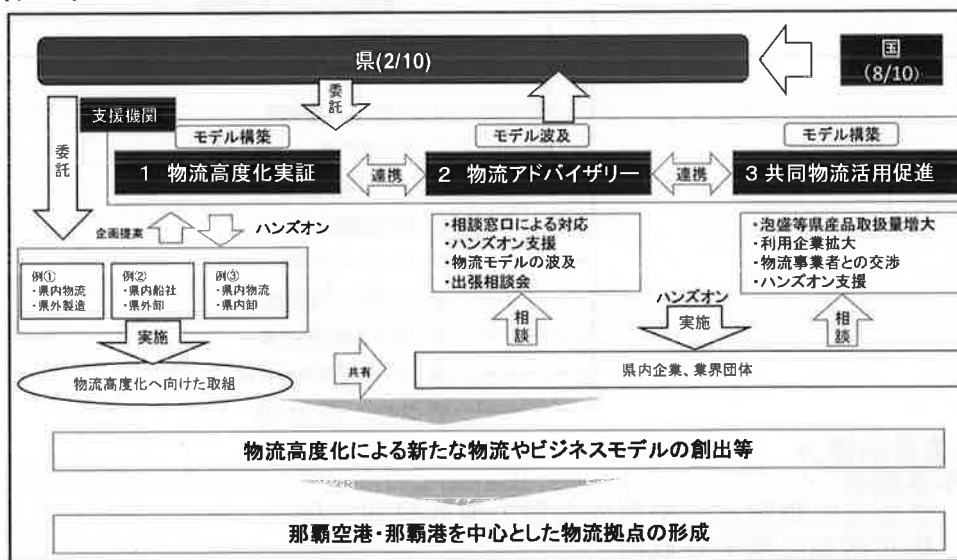 県(2/10)
国
(8/10)
委託
支援機関
委託
モデル構築
モデル波及
モデル構築
1 物流高度化実証
連携
2 物流アドバイザリー
連携
3共同物流活用促進
企画提案
ハンズオン
・相談窓口による対応
・ハンズオン支援
・物流モデルの波及
・出張相談会
・泡盛等県産品取扱量増大
・利用企業拡大
・物流事業者との交渉
・ハンズオン支援
例①
・県内物流
・県外製造
例②
・県内船社
・県外卸
例③
・県内物流
・県内卸
実施
相談
ハンズオン
実施
相談
物流高度化へ向けた取組
共有
県内企業、業界団体
物流高度化による新たな物流やビジネスモデルの創出等
那覇空港・那覇港を中心とした物流拠点の形成